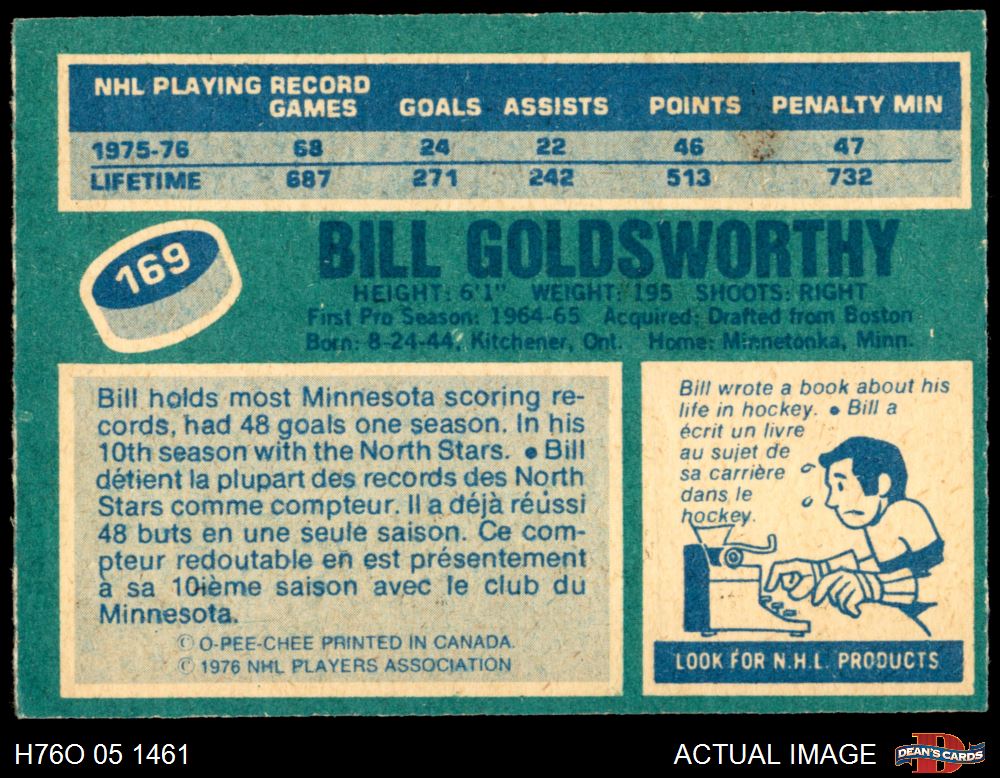 NHL PLAYING RECORD
GAMES GOALS ASSISTS POINTS PENALTY MIN
1975-76 68 24 22 46 47
LIFETIME 687 271 242 513 732
169
BILL GOLDSWORTHY
HEIGHT: 6'1" WEIGHT: 195 SHOOTS: RIGHT
First Pro Season: 1964-65 Acquired: Drafted from Boston
Born: 8-24-44, Kitchener, Ont. Home: Minnetonka, Minn.
Bill holds most Minnesota scoring re-
cords, had 48 goals one season. In his
10th season with the North Stars. • Bill
détient la plupart des records des North
Stars comme compteur. Il a déjà réussi
48 buts en une seule saison. Ce com-
pteur redoutable en est présentement
à sa 10ième saison avec le club du
Minnesota.
© O-PEE-CHEE PRINTED IN CANADA.
© 1976 NHL PLAYERS ASSOCIATION
Bill wrote a book about his
life in hockey. • Bill a
écrit un livre
au sujet de
sa carrière
dans le
hockey.
LOOK FOR N.H.L. PRODUCTS
H76O 05 1461
ACTUAL IMAGE
DEAN'S CARDS